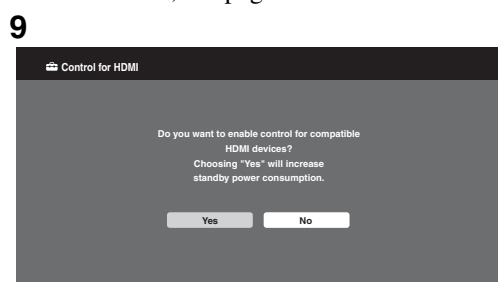 9
Control for HDMI
Do you want to enable control for compatible
HDMI devices?
Choosing "Yes" will increase
standby power consumption.
Yes No